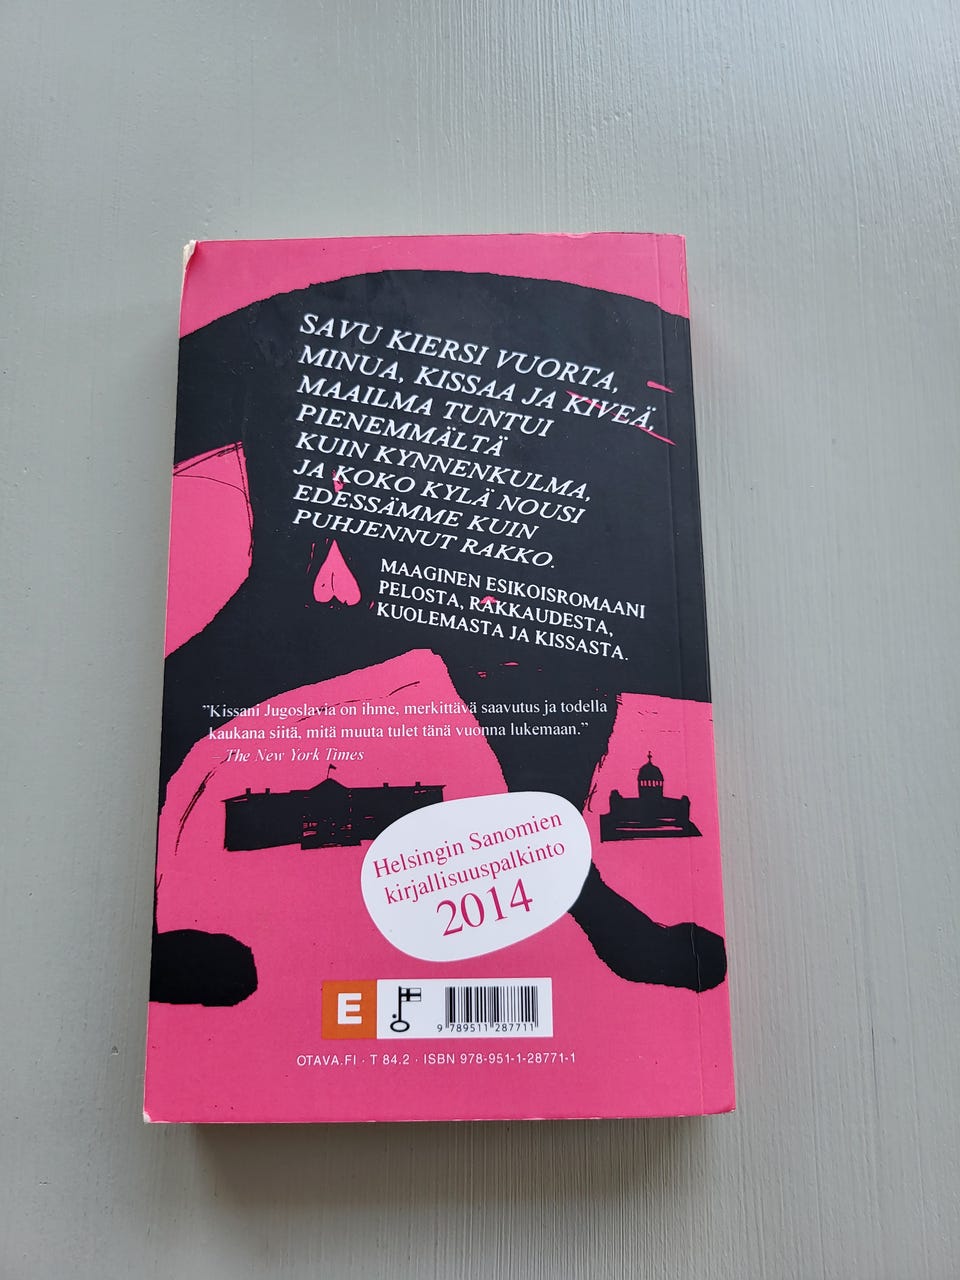 SAVU KIERSI VUORTA,
MINUA, KISSAA JA KIVEÄ,
MAAILMA TUNTUI
PIENEMMÄLTÄ
KUIN KYNNENKULMA,
JA KOKO KYLÄ NOUSI
EDESSÄMME KUIN
PUHJENNUT RAKKO.
MAAGINEN ESIKOISROMAANI
PELOSTA, RAKKAUDESTA,
KUOLEMASTA JA KISSASTA.
”Kissani Jugoslavia on ihme, merkittävä saavutus ja todella
kaukana siitä, mitä muuta tulet tänä vuonna lukemaan.”
– The New York Times
Helsingin Sanomien
kirjallisuuspalkinto
2014
E
9 789511 287711
OTAVA.FI · T 84.2 · ISBN 978-951-1-28771-1